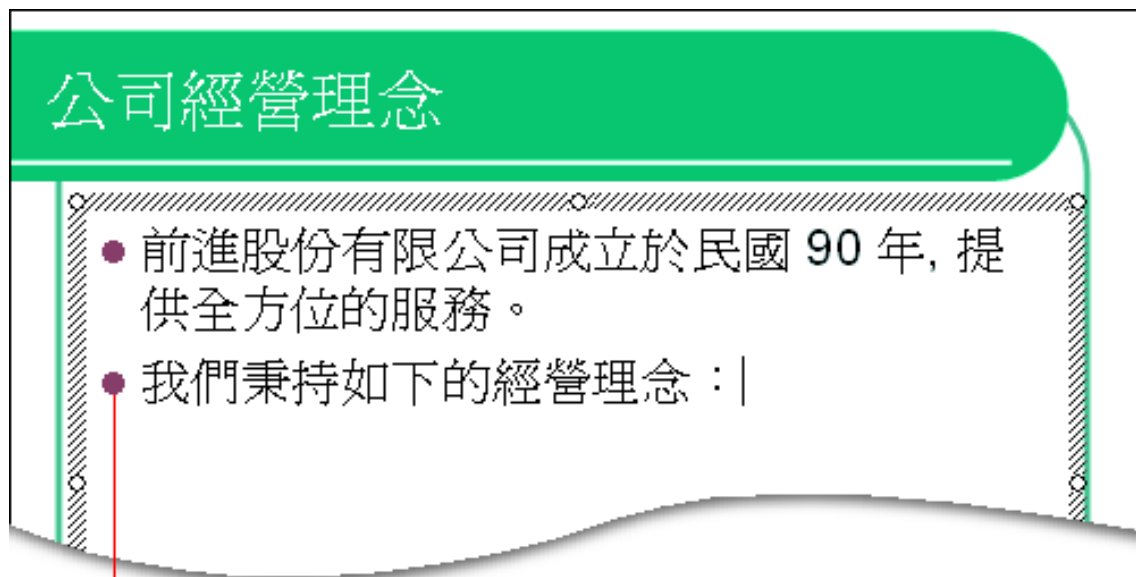 公司經營理念
前進股份有限公司成立於民國 90 年, 提
供全方位的服務。
我們秉持如下的經營理念：